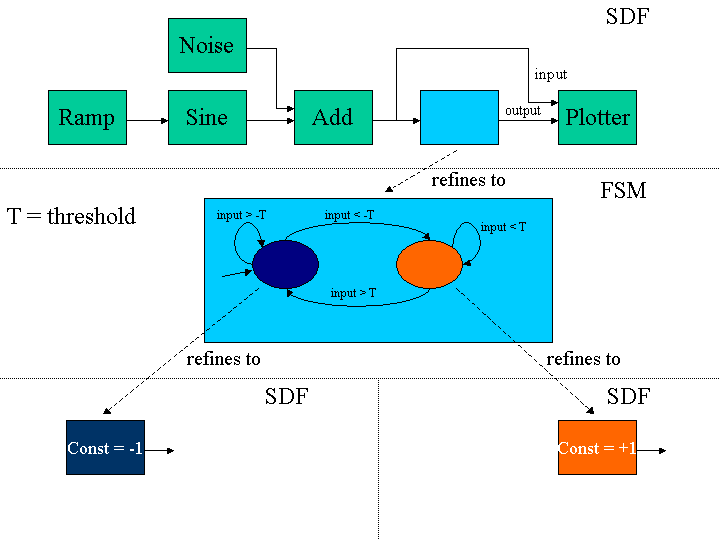 SDF
Noise
input
Ramp
Sine
Add
output
Plotter
refines to
FSM
T = threshold
input > -T
input < -T
input < T
input > T
refines to
refines to
SDF
SDF
Const = -1
Const = +1